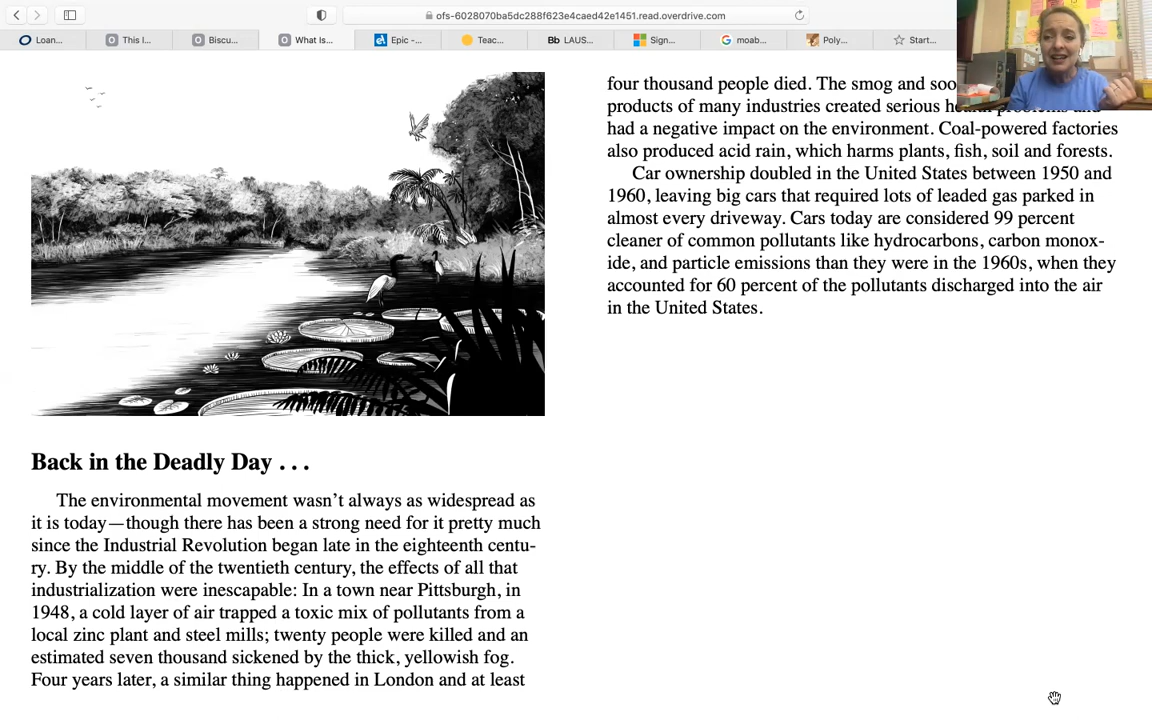 ofs-6028070ba5dc288f623e4caed42e1451.read.overdrive.com
Loan...
This I...
Biscu...
What Is...
Epic -...
Teac...
Bb LAUS...
Sign...
moab...
Poly...
Start...
Back in the Deadly Day . . .
The environmental movement wasn’t always as widespread as
it is today—though there has been a strong need for it pretty much
since the Industrial Revolution began late in the eighteenth centu-
ry. By the middle of the twentieth century, the effects of all that
industrialization were inescapable: In a town near Pittsburgh, in
1948, a cold layer of air trapped a toxic mix of pollutants from a
local zinc plant and steel mills; twenty people were killed and an
estimated seven thousand sickened by the thick, yellowish fog.
Four years later, a similar thing happened in London and at least
four thousand people died. The smog and
products of many industries created serious health problems and
had a negative impact on the environment. Coal-powered factories
also produced acid rain, which harms plants, fish, soil and forests.
Car ownership doubled in the United States between 1950 and
1960, leaving big cars that required lots of leaded gas parked in
almost every driveway. Cars today are considered 99 percent
cleaner of common pollutants like hydrocarbons, carbon monox-
ide, and particle emissions than they were in the 1960s, when they
accounted for 60 percent of the pollutants discharged into the air
in the United States.